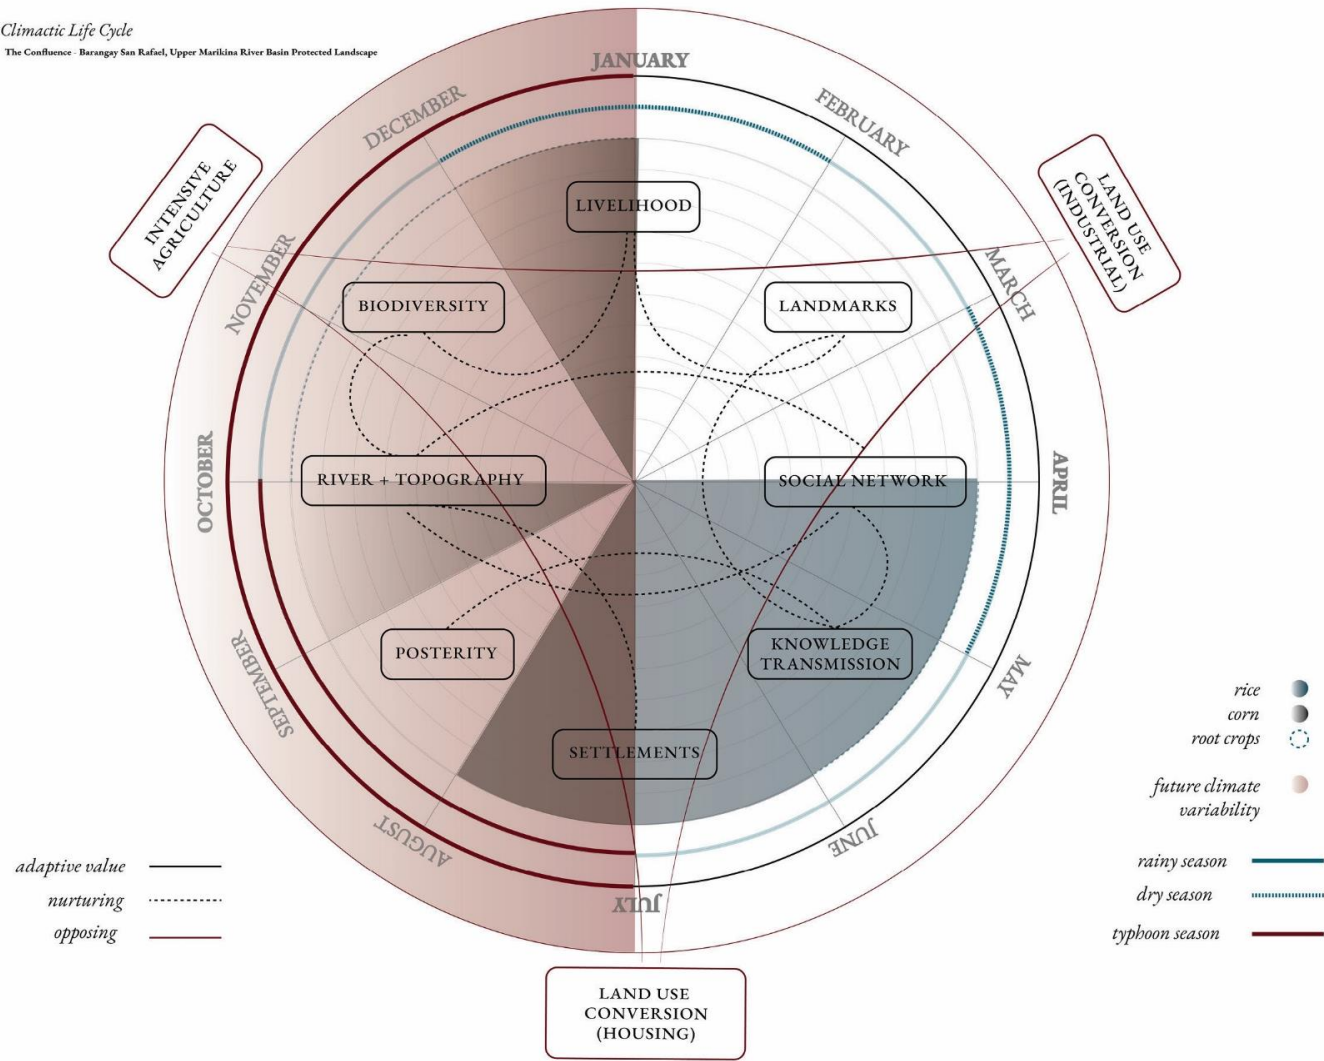 Climactic Life Cycle
The Confluence - Barangay San Rafael, Upper Marikina River Basin Protected Landscape
JANUARY
FEBRUARY
MARCH
APRIL
MAY
JUNE
JULY
AUGUST
SEPTEMBER
OCTOBER
NOVEMBER
DECEMBER
INTENSIVE
AGRICULTURE
LAND USE
CONVERSION
(INDUSTRIAL)
LIVELIHOOD
BIODIVERSITY
LANDMARKS
RIVER + TOPOGRAPHY
SOCIAL NETWORK
POSTERITY
KNOWLEDGE
TRANSMISSION
SETTLEMENTS
LAND USE
CONVERSION
(HOUSING)
adaptive value
nurturing
opposing
rice
corn
root crops
future climate
variability
rainy season
dry season
typhoon season